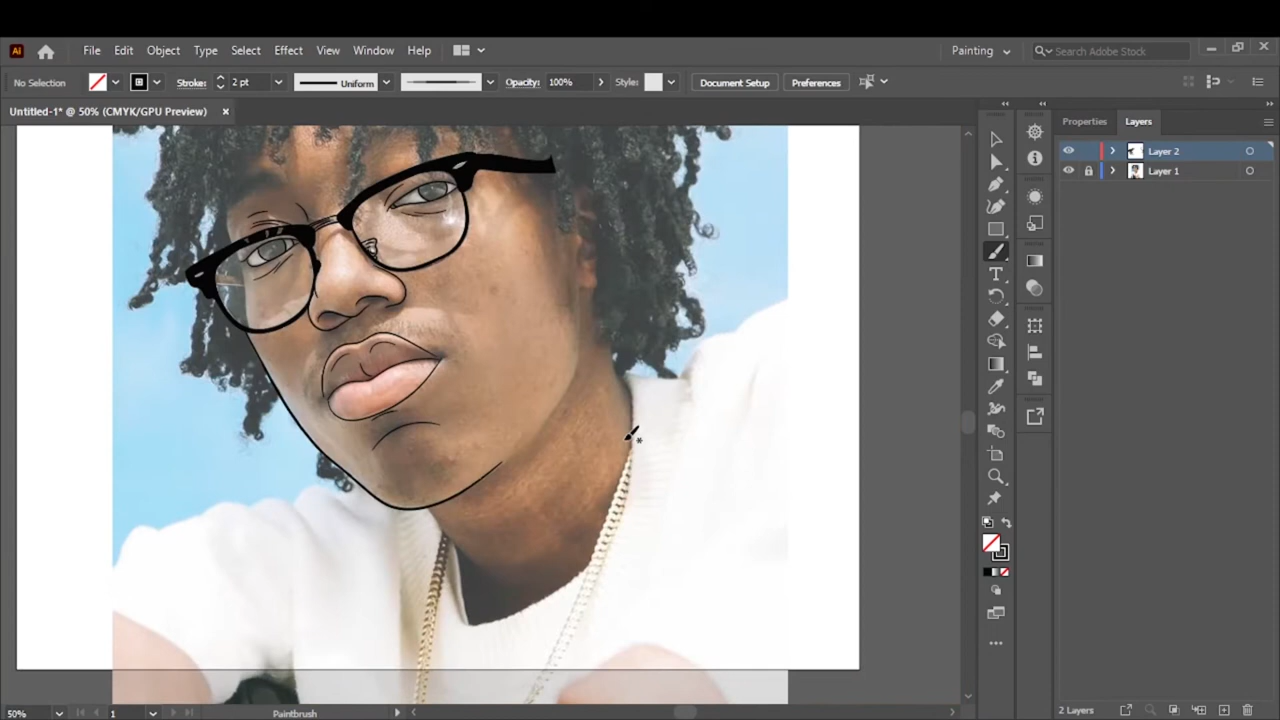 Ai File Edit Object Type Select Effect View Window Help Painting Search Adobe Stock
No Selection Stroke: 2 pt Uniform Opacity: 100% Style: Document Setup Preferences
Untitled-1* @ 50% (CMYK/GPU Preview) × Properties Layers
Layer 2
Layer 1
50% 1 Paintbrush 2 Layers